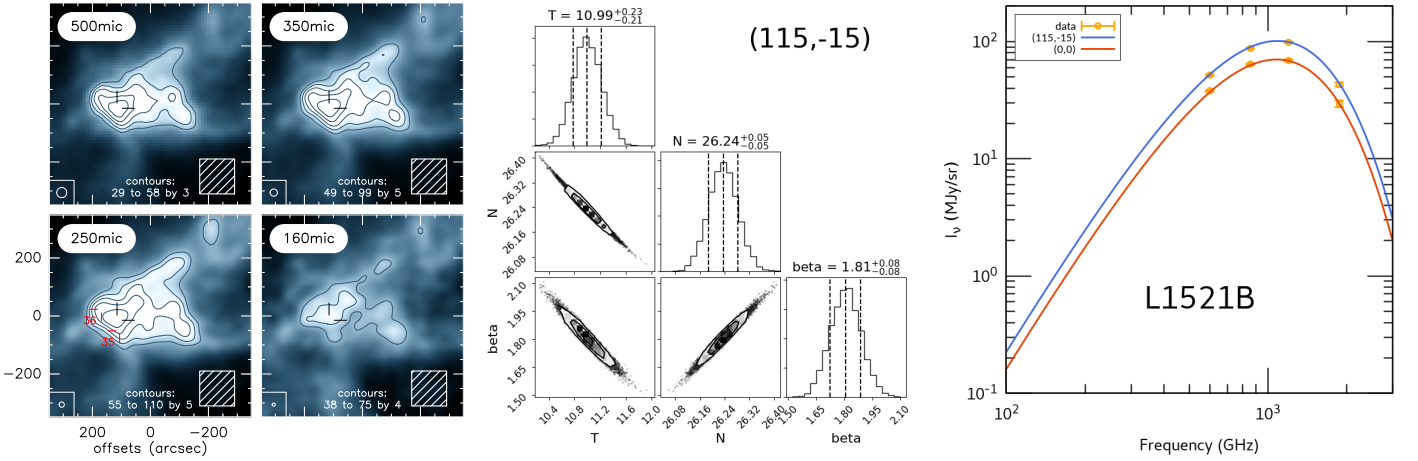 500mic
contours:
29 to 58 by 3
350mic
contours:
49 to 99 by 5
250mic
36
35
contours:
55 to 110 by 5
160mic
contours:
38 to 75 by 4
200
0
−200
200
0
−200
offsets (arcsec)
T = 10.99+0.23−0.21
(115,-15)
N = 26.24+0.05−0.05
26.40
26.32
26.24
26.16
26.08
N
beta = 1.81+0.08−0.08
2.10
1.95
1.80
1.65
1.50
beta
10.4
10.8
11.2
11.6
12.0
T
26.08
26.16
26.24
26.32
26.40
N
1.50
1.65
1.80
1.95
2.10
beta
data
(115,-15)
(0,0)
10²
10¹
10⁰
10⁻¹
Iν (MJy/sr)
L1521B
10²
10³
Frequency (GHz)